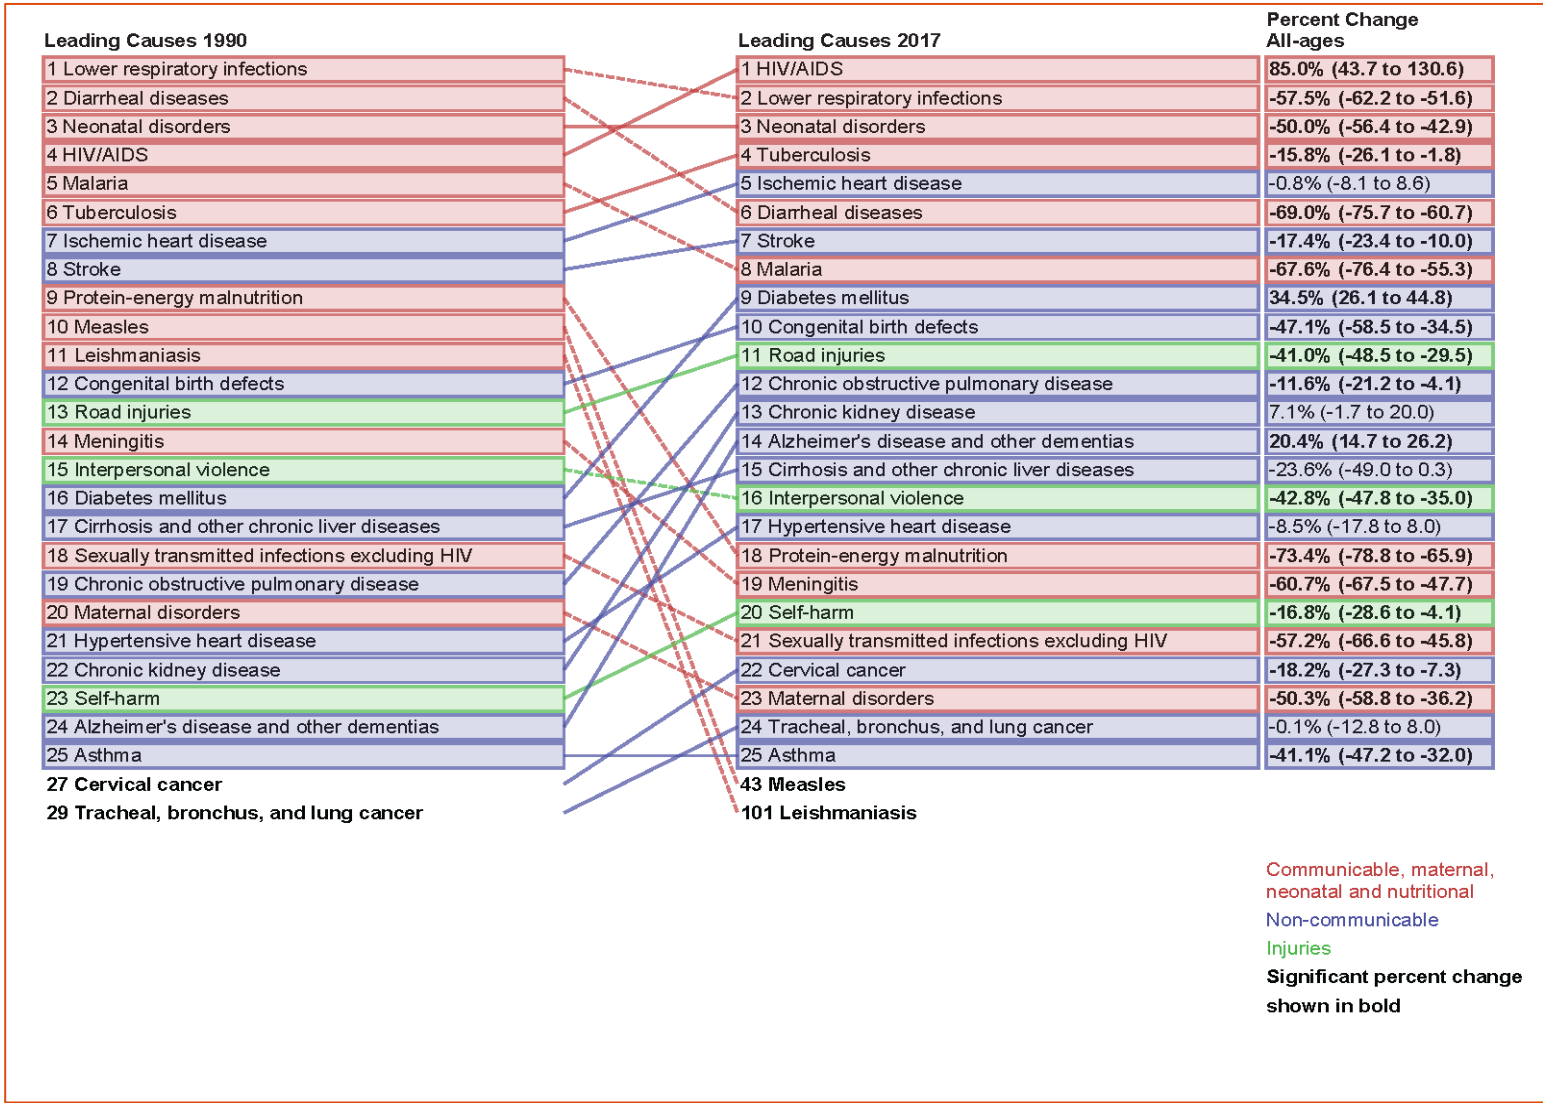 Leading Causes 1990
Leading Causes 2017
Percent Change
All-ages
1 Lower respiratory infections
1 HIV/AIDS
85.0% (43.7 to 130.6)
2 Diarrheal diseases
2 Lower respiratory infections
-57.5% (-62.2 to -51.6)
3 Neonatal disorders
3 Neonatal disorders
-50.0% (-56.4 to -42.9)
4 HIV/AIDS
4 Tuberculosis
-15.8% (-26.1 to -1.8)
5 Malaria
5 Ischemic heart disease
-0.8% (-8.1 to 8.6)
6 Tuberculosis
6 Diarrheal diseases
-69.0% (-75.7 to -60.7)
7 Ischemic heart disease
7 Stroke
-17.4% (-23.4 to -10.0)
8 Stroke
8 Malaria
-67.6% (-76.4 to -55.3)
9 Protein-energy malnutrition
9 Diabetes mellitus
34.5% (26.1 to 44.8)
10 Measles
10 Congenital birth defects
-47.1% (-58.5 to -34.5)
11 Leishmaniasis
11 Road injuries
-41.0% (-48.5 to -29.5)
12 Congenital birth defects
12 Chronic obstructive pulmonary disease
-11.6% (-21.2 to -4.1)
13 Road injuries
13 Chronic kidney disease
7.1% (-1.7 to 20.0)
14 Meningitis
14 Alzheimer's disease and other dementias
20.4% (14.7 to 26.2)
15 Interpersonal violence
15 Cirrhosis and other chronic liver diseases
-23.6% (-49.0 to 0.3)
16 Diabetes mellitus
16 Interpersonal violence
-42.8% (-47.8 to -35.0)
17 Cirrhosis and other chronic liver diseases
17 Hypertensive heart disease
-8.5% (-17.8 to 8.0)
18 Sexually transmitted infections excluding HIV
18 Protein-energy malnutrition
-73.4% (-78.8 to -65.9)
19 Chronic obstructive pulmonary disease
19 Meningitis
-60.7% (-67.5 to -47.7)
20 Maternal disorders
20 Self-harm
-16.8% (-28.6 to -4.1)
21 Hypertensive heart disease
21 Sexually transmitted infections excluding HIV
-57.2% (-66.6 to -45.8)
22 Chronic kidney disease
22 Cervical cancer
-18.2% (-27.3 to -7.3)
23 Self-harm
23 Maternal disorders
-50.3% (-58.8 to -36.2)
24 Alzheimer's disease and other dementias
24 Tracheal, bronchus, and lung cancer
-0.1% (-12.8 to 8.0)
25 Asthma
25 Asthma
-41.1% (-47.2 to -32.0)
27 Cervical cancer
43 Measles
29 Tracheal, bronchus, and lung cancer
101 Leishmaniasis
Communicable, maternal,
neonatal and nutritional
Non-communicable
Injuries
Significant percent change
shown in bold